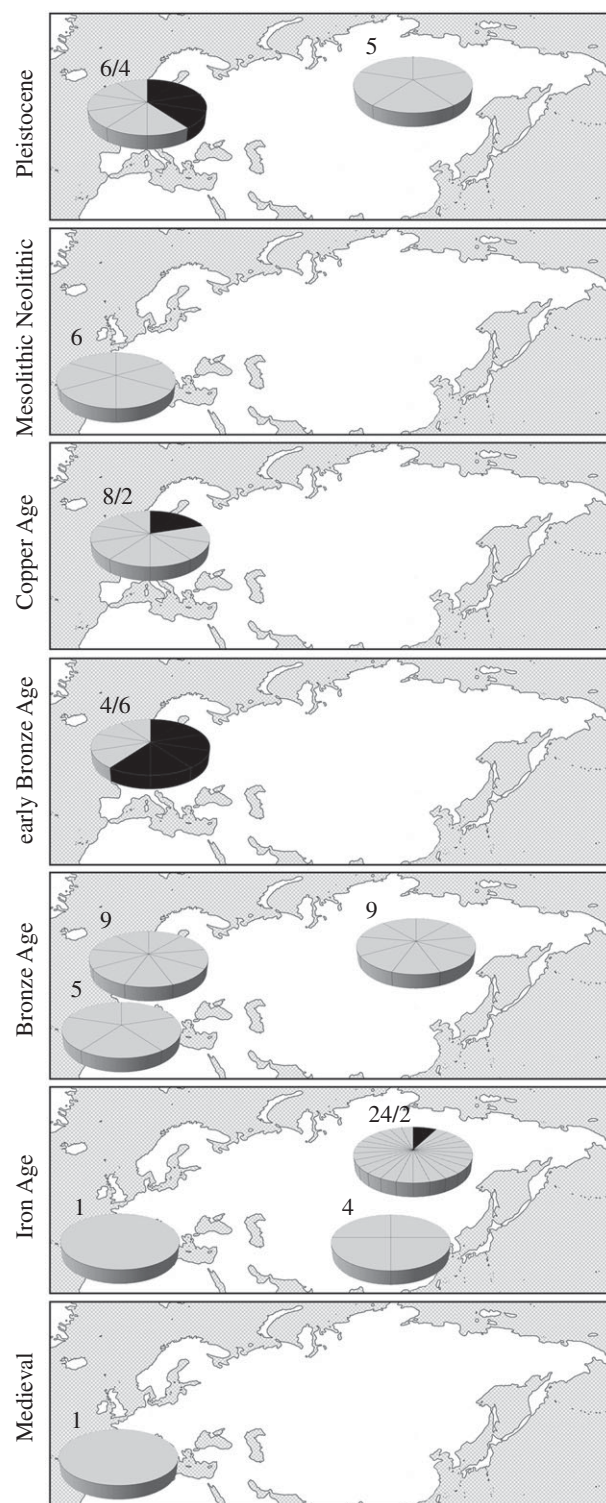 Pleistocene
6/4
5
Mesolithic Neolithic
6
Copper Age
8/2
early Bronze Age
4/6
Bronze Age
9
9
5
Iron Age
24/2
1
4
Medieval
1